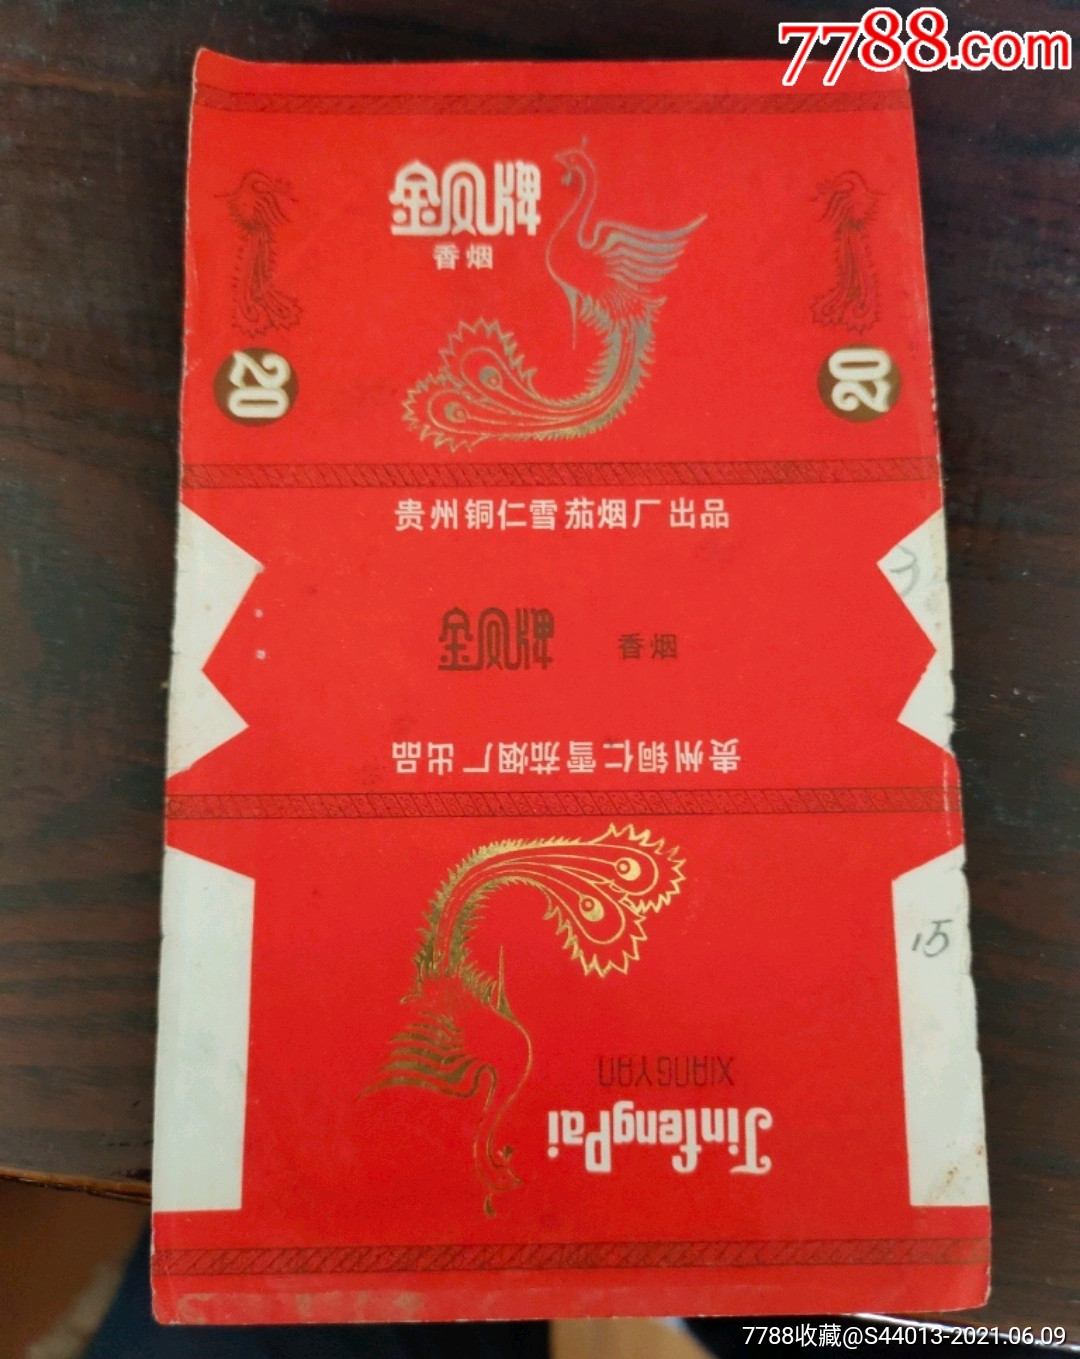 7788.com
金凤牌
香烟
20
20
贵州铜仁雪茄烟厂出品
3
金凤牌 香烟
贵州铜仁雪茄烟厂出品
15
XIANGYAN
JinfengPai
7788收藏@S44013-2021.06.09